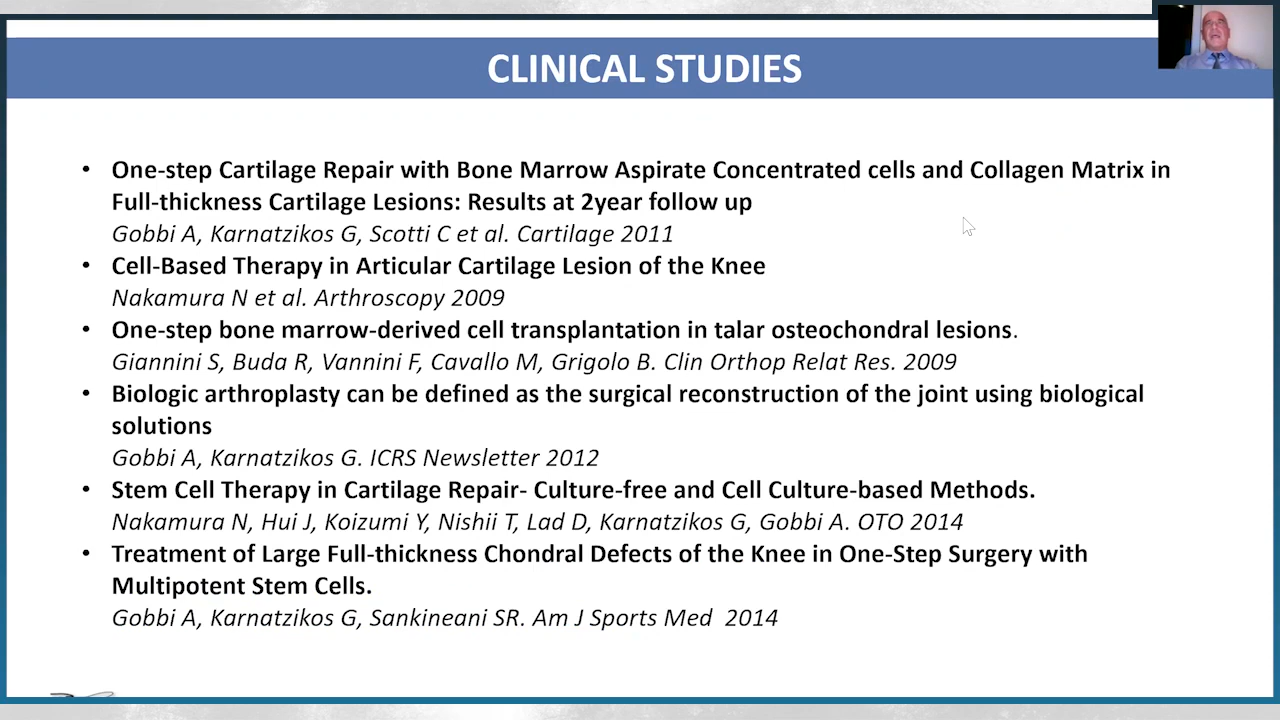 CLINICAL STUDIES
• One-step Cartilage Repair with Bone Marrow Aspirate Concentrated cells and Collagen Matrix in
Full-thickness Cartilage Lesions: Results at 2year follow up
Gobbi A, Karnatzikos G, Scotti C et al. Cartilage 2011
• Cell-Based Therapy in Articular Cartilage Lesion of the Knee
Nakamura N et al. Arthroscopy 2009
• One-step bone marrow-derived cell transplantation in talar osteochondral lesions.
Giannini S, Buda R, Vannini F, Cavallo M, Grigolo B. Clin Orthop Relat Res. 2009
• Biologic arthroplasty can be defined as the surgical reconstruction of the joint using biological
solutions
Gobbi A, Karnatzikos G. ICRS Newsletter 2012
• Stem Cell Therapy in Cartilage Repair- Culture-free and Cell Culture-based Methods.
Nakamura N, Hui J, Koizumi Y, Nishii T, Lad D, Karnatzikos G, Gobbi A. OTO 2014
• Treatment of Large Full-thickness Chondral Defects of the Knee in One-Step Surgery with
Multipotent Stem Cells.
Gobbi A, Karnatzikos G, Sankineani SR. Am J Sports Med 2014